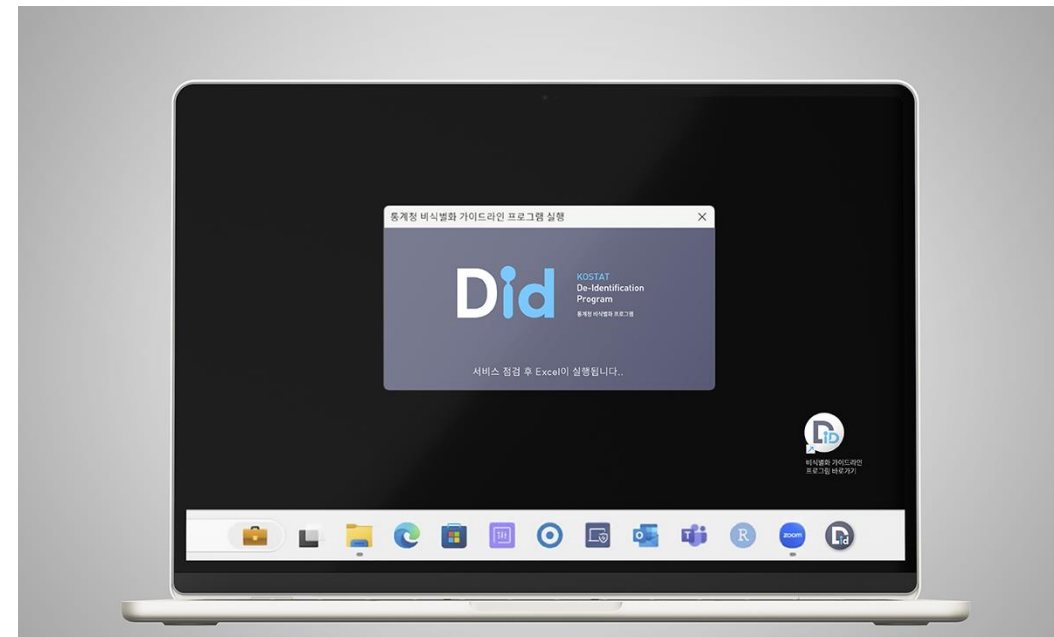 통계청 비식별화 가이드라인 프로그램 실행
Did
KOSTAT
De-Identification
Program
통계청 비식별화 프로그램
서비스 점검 후 Excel이 실행됩니다..
DiD
비식별화 가이드라인
프로그램 바로가기
R
zoom
Did